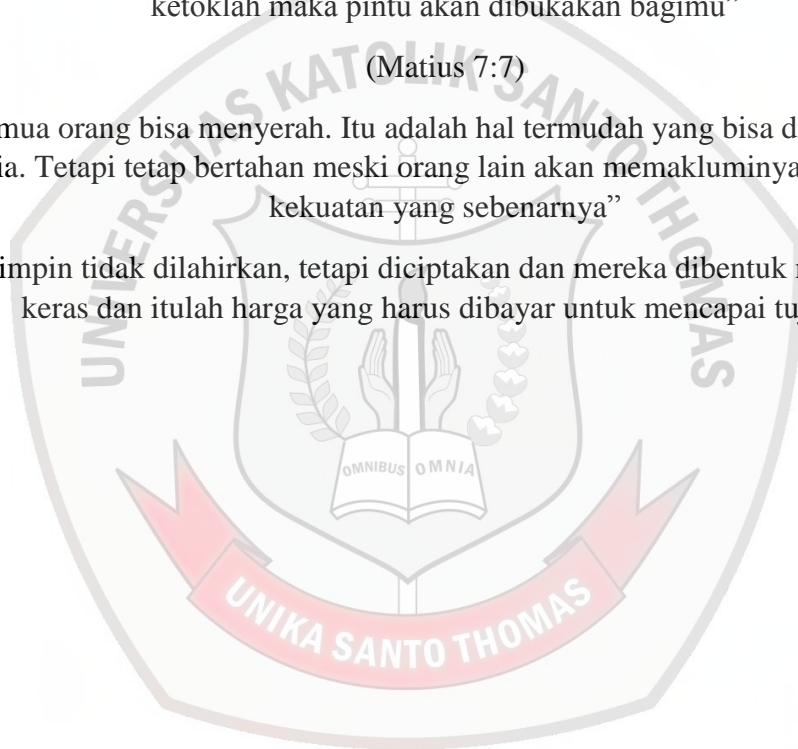 ketoklah maka pintu akan dibukakan bagimu”
(Matius 7:7)
mua orang bisa menyerah. Itu adalah hal termudah yang bisa d
ia. Tetapi tetap bertahan meski orang lain akan memakluminya
kekuatan yang sebenarnya”
impin tidak dilahirkan, tetapi diciptakan dan mereka dibentuk
keras dan itulah harga yang harus dibayar untuk mencapai tu
UNIVERSITAS KATOLIK SANTO THOMAS
OMNIBUS OMNIA
UNIKA SANTO THOMAS